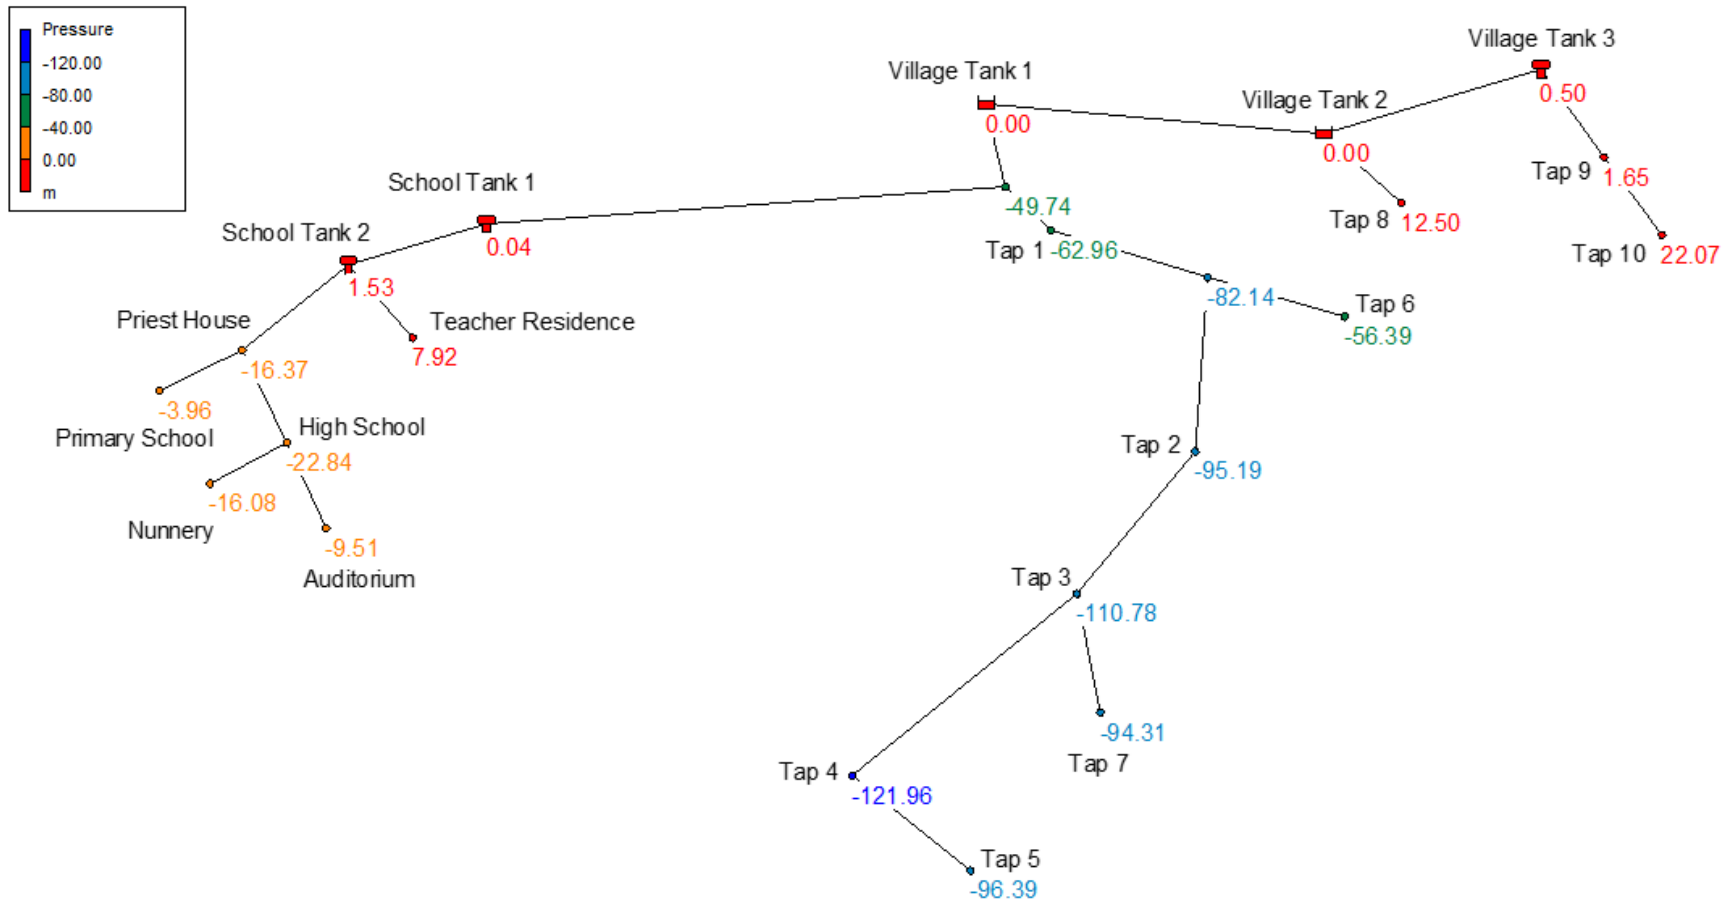 Pressure
-120.00
-80.00
-40.00
0.00
m
Village Tank 3
0.50
Village Tank 1
0.00
Village Tank 2
0.00
Tap 9 1.65
Tap 8 12.50
Tap 10 22.07
School Tank 1
0.04
-49.74
School Tank 2
1.53
Tap 1 -62.96
-82.14
Tap 6
-56.39
Priest House
-16.37
Teacher Residence
7.92
-3.96
Primary School
High School
-22.84
-16.08
Nunnery
-9.51
Auditorium
Tap 2
-95.19
Tap 3
-110.78
-94.31
Tap 7
Tap 4
-121.96
Tap 5
-96.39